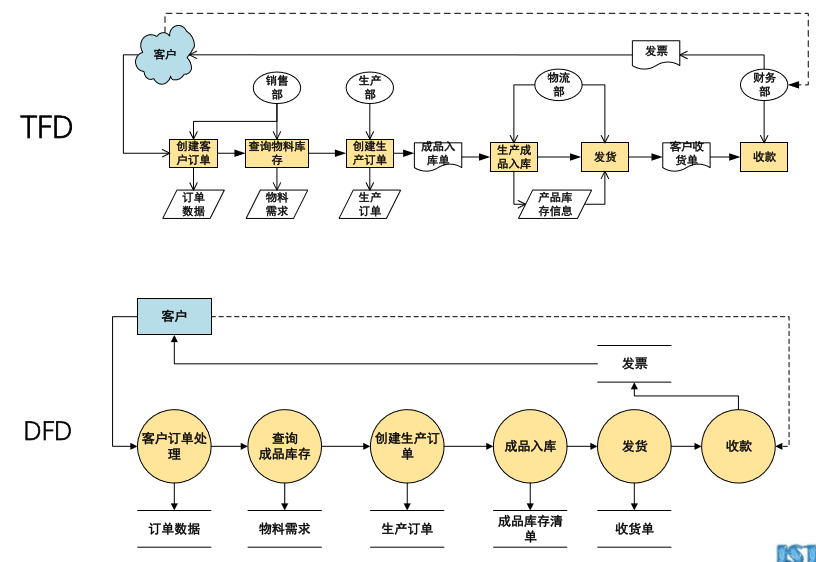 客户
发票
销售
部
生产
部
物流
部
财务
部
TFD
创建客
户订单
查询物料库
存
创建生
产订单
成品入
库单
生产成
品入库
发货
客户收
货单
收款
订单
数据
物料
需求
生产
订单
产品库
存信息
客户
发票
DFD
客户订单处
理
查询
成品库存
创建生产订
单
成品入库
发货
收款
订单数据
物料需求
生产订单
成品库存清
单
收货单
IST